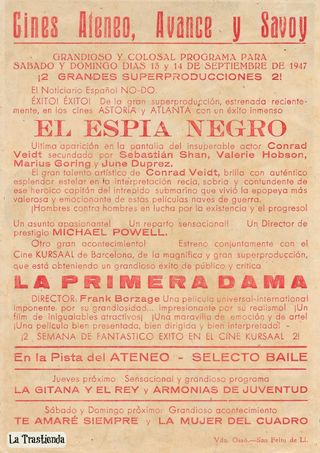 Cines Ateneo, Avance y Savoy
GRANDIOSO Y COLOSAL PROGRAMA PARA
SABADO Y DOMINGO DIAS 13 y 14 DE SEPTIEMBRE DE 1947
¡2 GRANDES SUPERPRODUCCIONES 2!
El Noticiario Español NO-DO
ÉXITO! ÉXITO! De la gran superproducción, estrenada reciente-
mente, en los cines ASTORIA y ATLANTA con un éxito inmenso
EL ESPIA NEGRO
Ultima aparición en la pantalla del insuperable actor Conrad
Veidt secundado por Sebastián Shan, Valerie Hobson,
Marius Goring y June Duprez.
El gran talento artístico de Conrad Veidt, brilla con auténtico
esplendor estelar en la interpretación recia, sobria y contundente de
ese heroico capitán del intrépido submarino que vivió la epopeya más
valerosa y emocionante de estas películas naves de guerra.
¡Hombres contra hombres en lucha por la existencia y el progreso!
Un asunto apasionante! Un reparto sensacional! Un Director de
prestigio MICHAEL POWELL.
Otro gran acontecimiento! Estreno conjuntamente con el
Cine KURSAAL de Barcelona, de la magnífica y gran superproducción,
que está obteniendo un grandioso éxito de público y crítica
LA PRIMERA DAMA
DIRECTOR. Frank Borzage Una película universal-international
imponente por su grandiosidad... impresionante por su realismo! ¡Un
film de inigualables atractivos! ¡Una maravilla de emoción y de arte!
¡Una película bien presentada, bien dirigida y bien interpretada! -
¡2 SEMANA DE FANTASTICO EXITO EN EL CINE KURSAAL 2!
En la Pista del ATENEO - SELECTO BAILE
Jueves próximo Sensacional y grandioso programa
LA GITANA Y EL REY y ARMONIAS DE JUVENTUD
Sábado y Domingo próximos Grandioso acontecimiento
TE AMARÉ SIEMPRE y LA MUJER DEL CUADRO
La Trastienda
Vda. Ossó.—San Feliu de Ll.